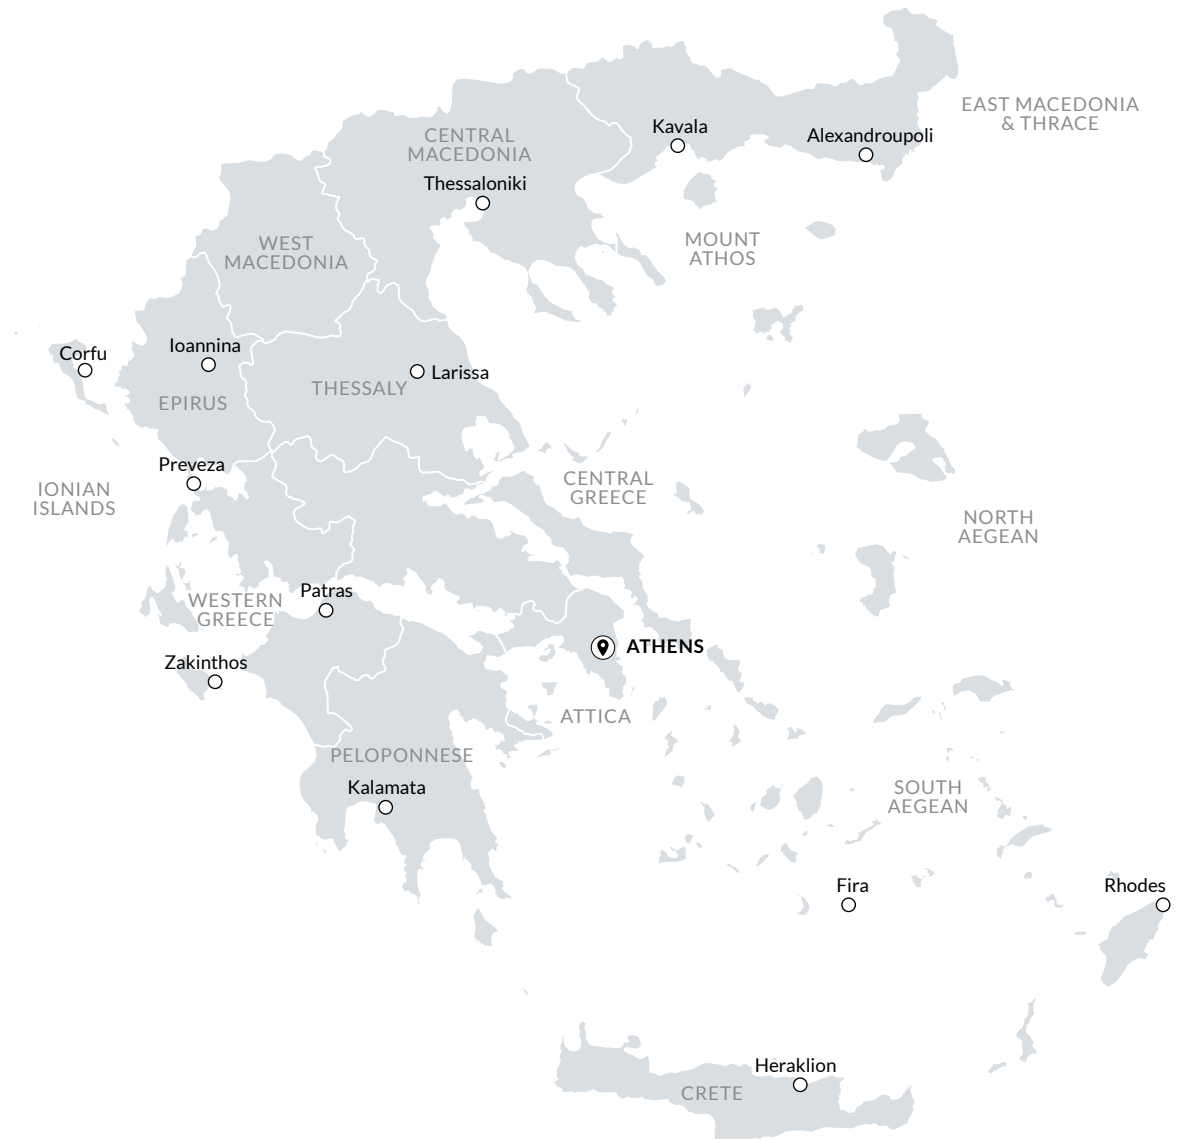 EAST MACEDONIA
& THRACE
Kavala
Alexandroupoli
CENTRAL
MACEDONIA
Thessaloniki
WEST
MACEDONIA
MOUNT
ATHOS
Corfu
Ioannina
EPIRUS
THESSALY
Larissa
Preveza
IONIAN
ISLANDS
CENTRAL
GREECE
NORTH
AEGEAN
WESTERN
GREECE
Patras
Zakinthos
ATHENS
ATTICA
PELOPONNESE
Kalamata
SOUTH
AEGEAN
Fira
Rhodes
Heraklion
CRETE